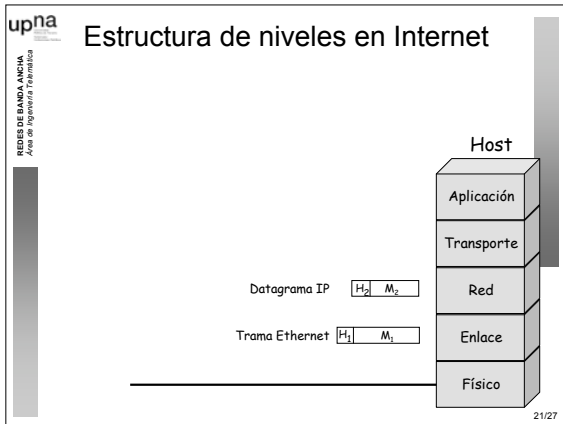 upna
Estructura de niveles en Internet
REDES DE BANDA ANCHA
Área de Ingeniería Telemática
Host
Aplicación
Transporte
Datagrama IP H2 M2 Red
Trama Ethernet H1 M1 Enlace
Físico
21/27